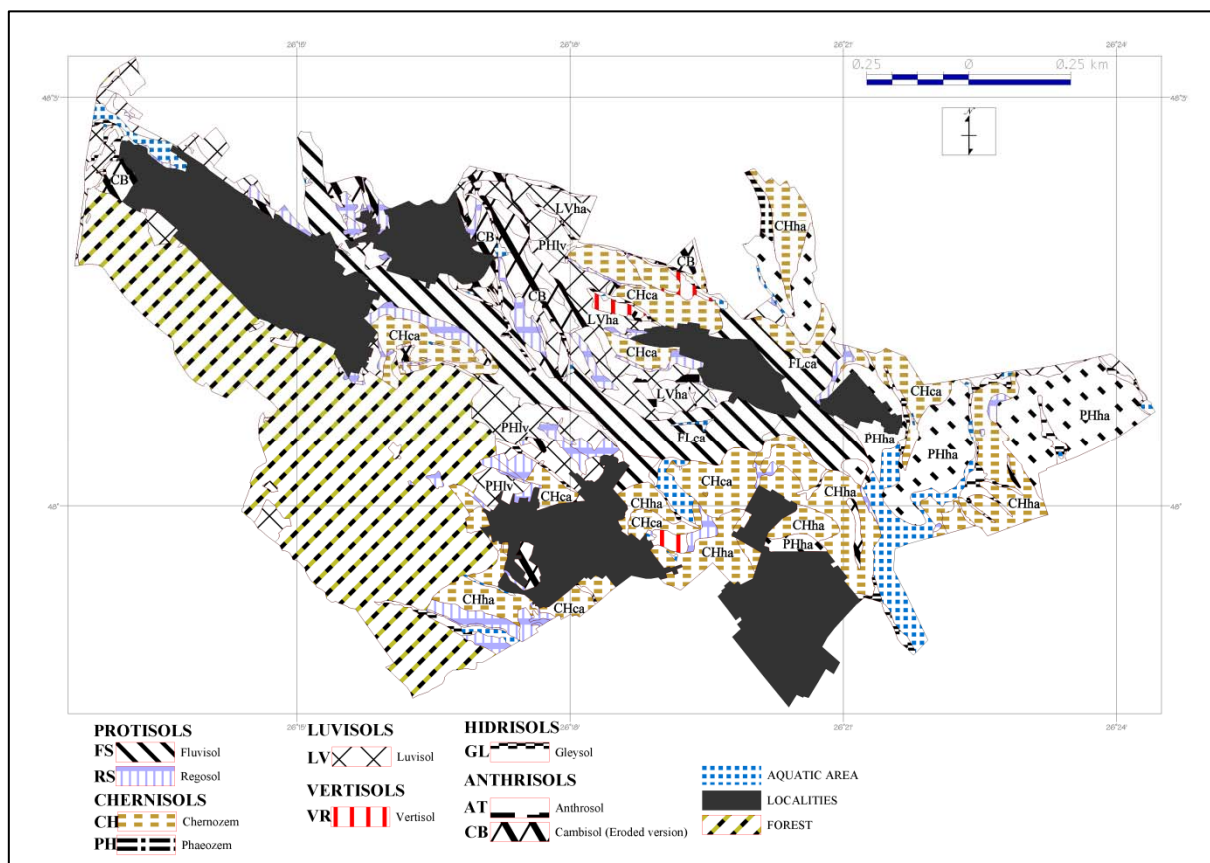 26°15' 26°18' 26°21' 26°24'
0.25 0 0.25 km
48°5' 48°5'
CB
LVha
CHha
CB
PHlv
CB
CB
CHca
LVha
CHca
CHca
FLca
CHca
LVha
PHha
PHlv
FLca
PHha
PHha
PHlv
CHca
CHca
CHha
CHha
CHha
48° 48°
CHca
CHha
PHha
CHha
CHha
CHca
26°15' 26°18' 26°21' 26°24'
PROTISOLS
FS Fluvisol
RS Regosol
CHERNISOLS
CH Chernozem
PH Phaeozem
LUVISOLS
LV Luvisol
VERTISOLS
VR Vertisol
HIDRISOLS
GL Gleysol
ANTHRISOLS
AT Anthrosol
CB Cambisol (Eroded version)
AQUATIC AREA
LOCALITIES
FOREST